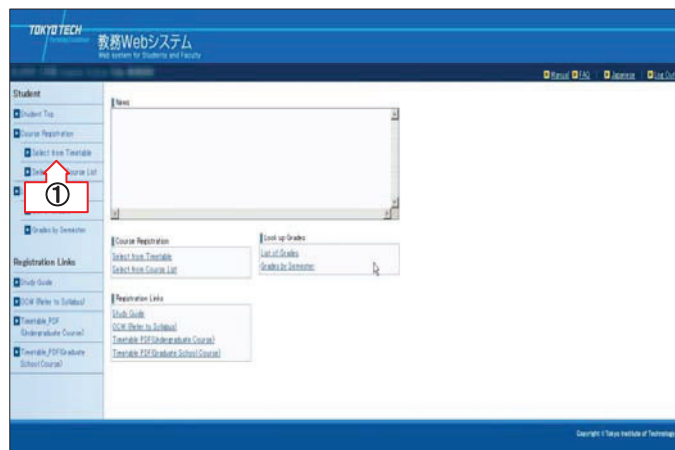 TOKYO TECH
Pursuing Excellence
教務Webシステム
Web system for Students and Faculty
Manual FAQ Japanese Log Out
Student
Student Top
Course Registration
Select from Timetable
Course List
①
Grades by Semester
Registration Links
Study Guide
OCW (Refer to Syllabus)
Timetable_PDF
(Undergraduate Course)
Timetable_PDF(Graduate
School Course)
News
Course Registration
Select from Timetable
Select from Course List
Look up Grades
List of Grades
Grades by Semester
Registration Links
Study Guide
OCW (Refer to Syllabus)
Timetable PDF(Undergraduate Course)
Timetable PDF(Graduate School Course)
Copyright © Tokyo Institute of Technology